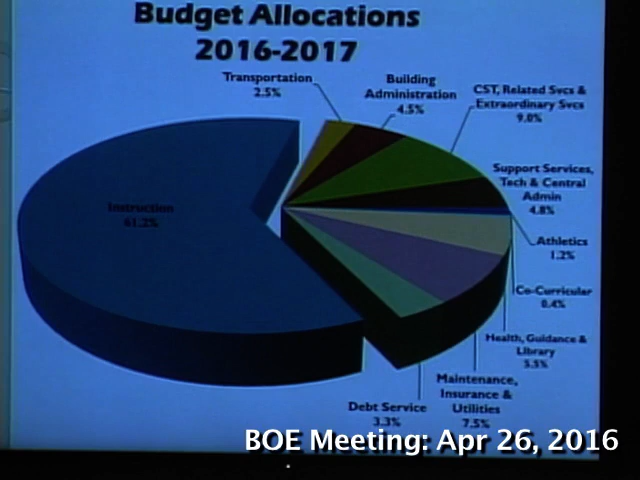 Budget Allocations
2016-2017
Transportation
2.5%
Building
Administration
4.5%
CST, Related Svcs &
Extraordinary Svcs
9.0%
Instruction
61.2%
Support Services,
Tech & Central
Admin
4.8%
Athletics
1.2%
Co-Curricular
0.4%
Health, Guidance &
Library
5.5%
Maintenance,
Insurance &
Utilities
7.5%
Debt Service
3.3%
BOE Meeting: Apr 26, 2016